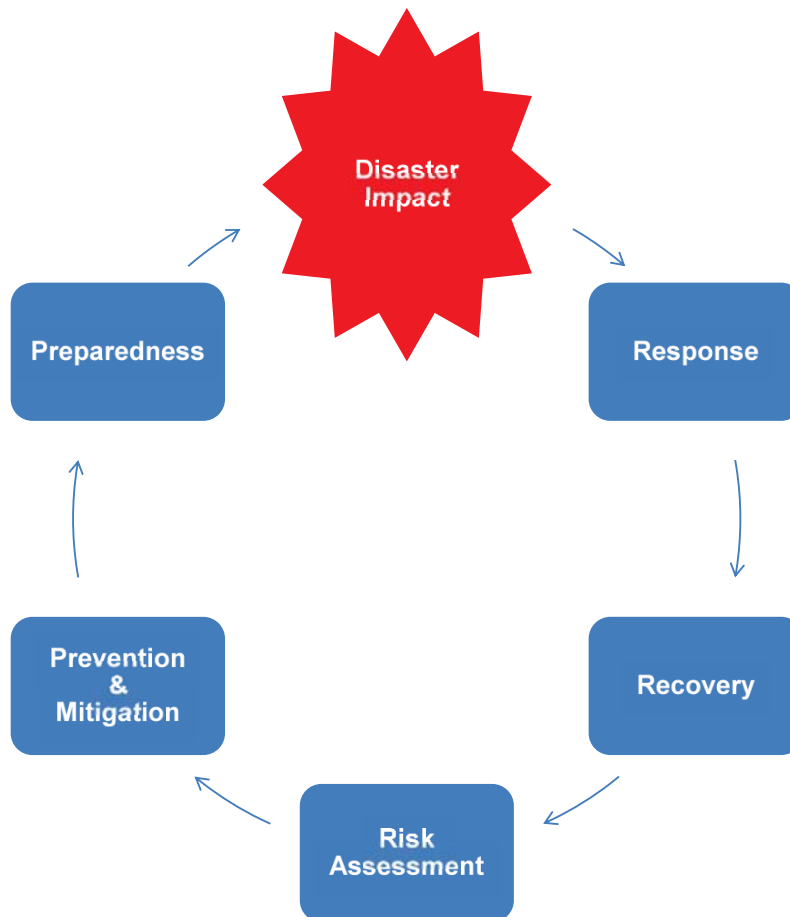 Disaster
Impact
Preparedness
Response
Prevention
&
Mitigation
Recovery
Risk
Assessment